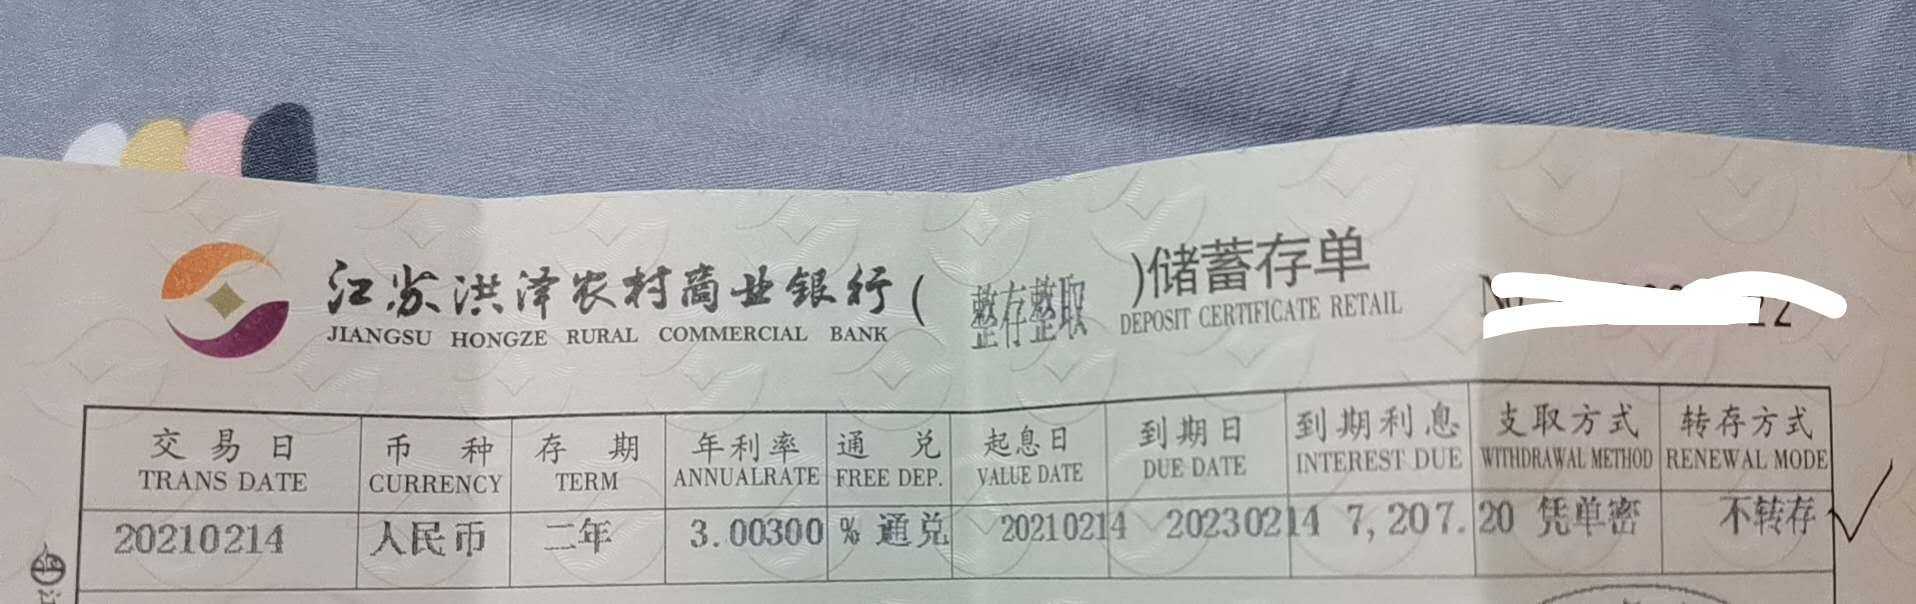 江苏洪泽农村商业银行( 整存整取 )储蓄存单
JIANGSU HONGZE RURAL COMMERCIAL BANK DEPOSIT CERTIFICATE RETAIL
交易日 币种 存期 年利率 通兑 起息日 到期日 到期利息 支取方式 转存方式
TRANS DATE CURRENCY TERM ANNUALRATE FREE DEP. VALUE DATE DUE DATE INTEREST DUE WITHDRAWAL METHOD RENEWAL MODE
20210214 人民币 二年 3.00300 % 通兑 20210214 20230214 7,207.20 凭单密 不转存